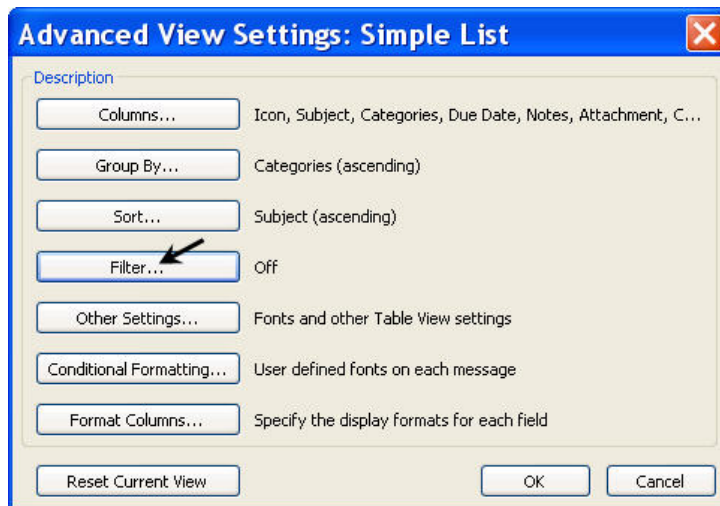 Advanced View Settings: Simple List
Description
Columns... Icon, Subject, Categories, Due Date, Notes, Attachment, C...
Group By... Categories (ascending)
Sort... Subject (ascending)
Filter... Off
Other Settings... Fonts and other Table View settings
Conditional Formatting... User defined fonts on each message
Format Columns... Specify the display formats for each field
Reset Current View OK Cancel